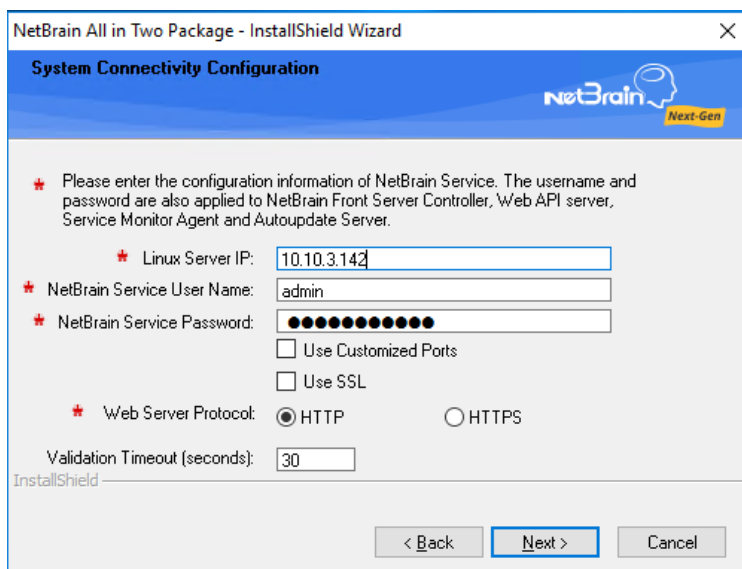 NetBrain All in Two Package - InstallShield Wizard
System Connectivity Configuration
NetBrain
Next-Gen
* Please enter the configuration information of NetBrain Service. The username and
password are also applied to NetBrain Front Server Controller, Web API server,
Service Monitor Agent and Autoupdate Server.
* Linux Server IP: 10.10.3.142
* NetBrain Service User Name: admin
* NetBrain Service Password: ●●●●●●●●●●●
Use Customized Ports
Use SSL
* Web Server Protocol: HTTP HTTPS
Validation Timeout (seconds): 30
InstallShield
< Back Next > Cancel